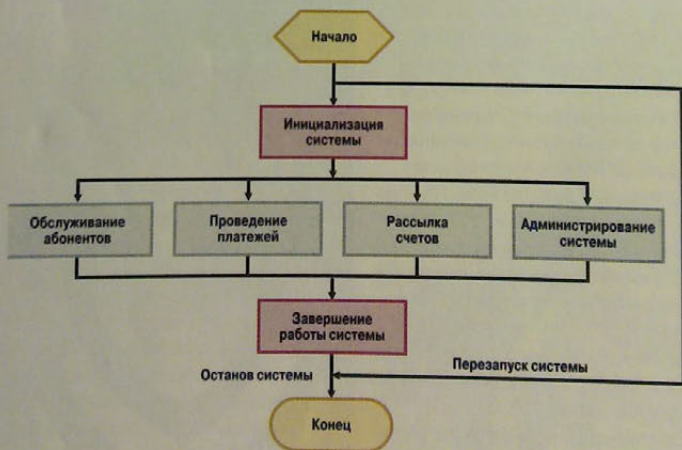 Начало
Инициализация
системы
Обслуживание
абонентов
Проведение
платежей
Рассылка
счетов
Администрирование
системы
Завершение
работы системы
Останов системы
Перезапуск системы
Конец